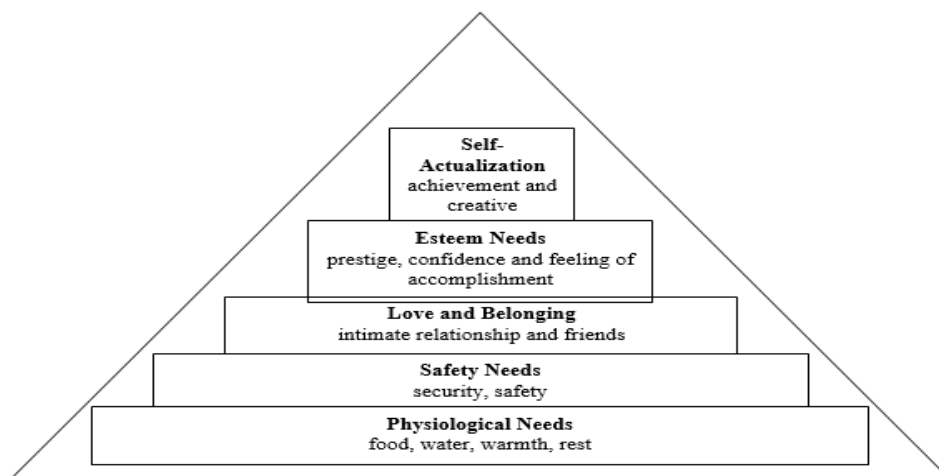 Self-
Actualization
achievement and
creative
Esteem Needs
prestige, confidence and feeling of
accomplishment
Love and Belonging
intimate relationship and friends
Safety Needs
security, safety
Physiological Needs
food, water, warmth, rest